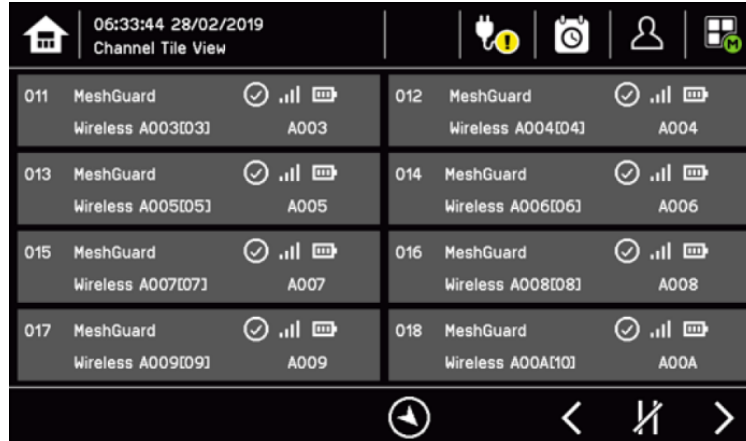 06:33:44 28/02/2019
Channel Tile View
M
011 MeshGuard
Wireless A003[03] A003
012 MeshGuard
Wireless A004[04] A004
013 MeshGuard
Wireless A005[05] A005
014 MeshGuard
Wireless A006[06] A006
015 MeshGuard
Wireless A007[07] A007
016 MeshGuard
Wireless A008[08] A008
017 MeshGuard
Wireless A009[09] A009
018 MeshGuard
Wireless A00A[10] A00A